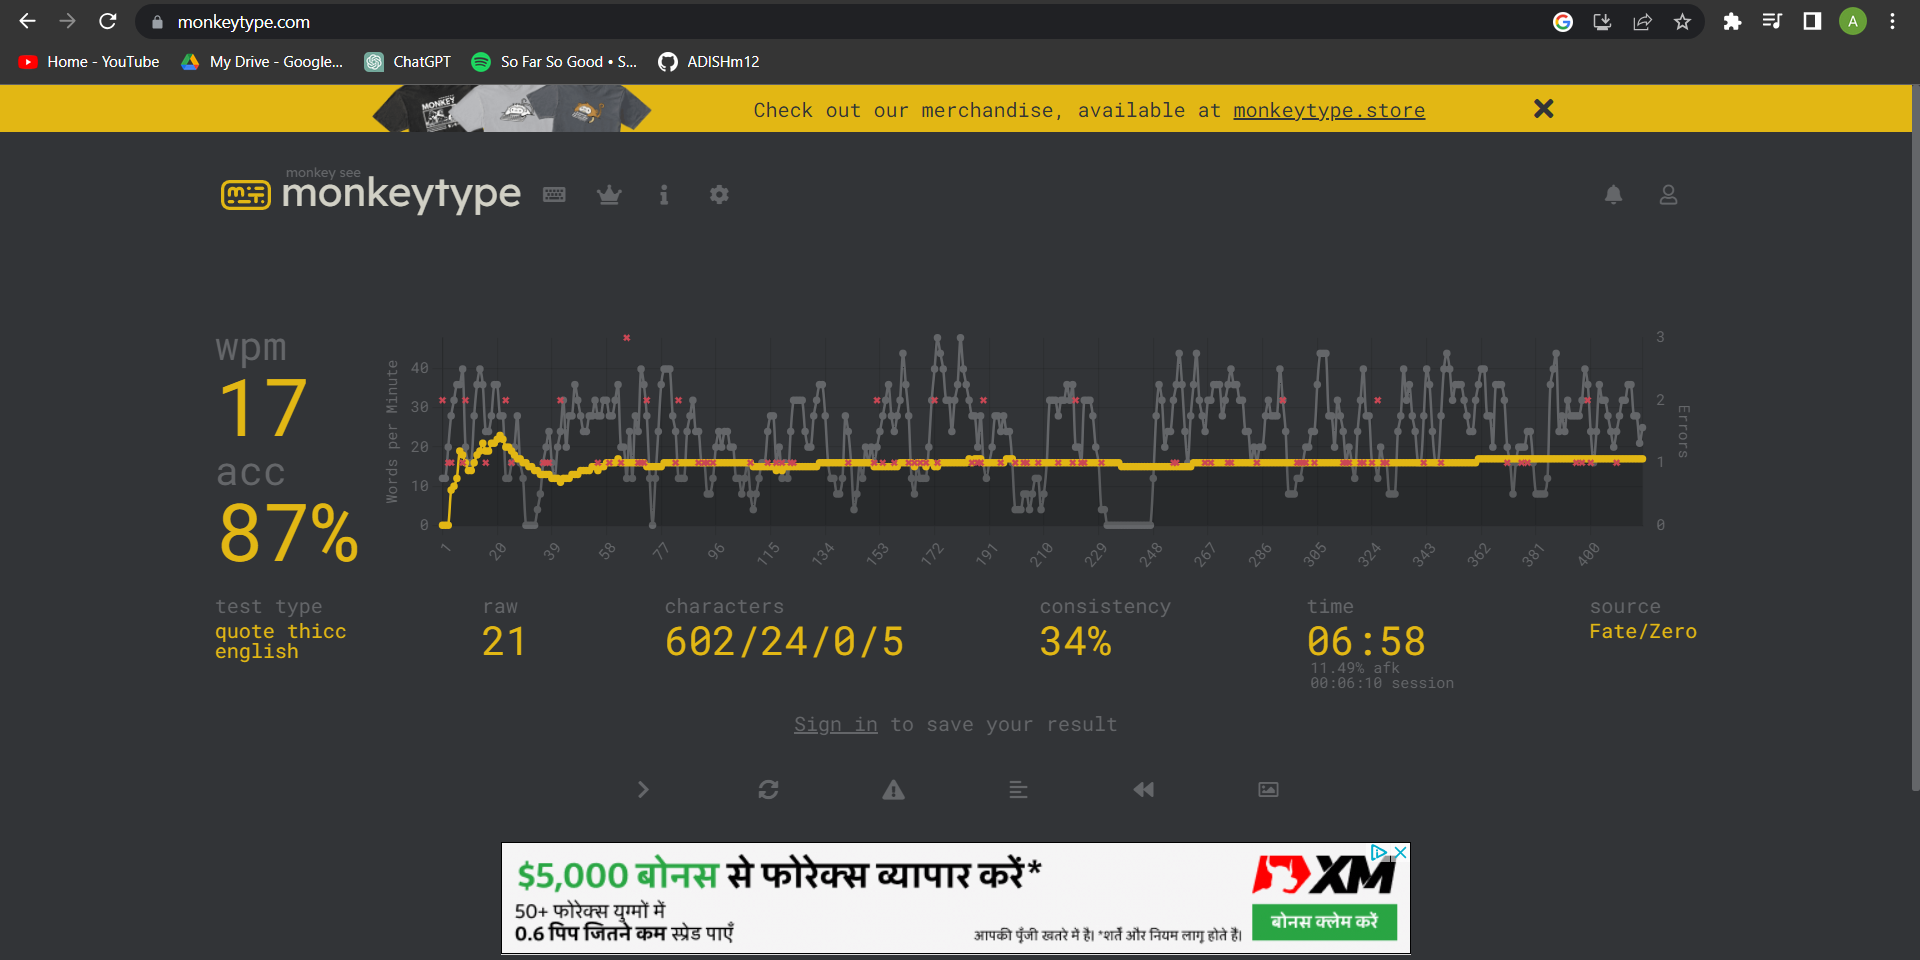 monkeytype.com
A
Home - YouTube
My Drive - Google...
ChatGPT
So Far So Good • S...
ADISHm12
MONKEY
Check out our merchandise, available at monkeytype.store
monkey see
monkeytype
wpm
17
acc
87%
Words per Minute
40
30
20
10
0
3
2
1
0
Errors
1 20 39 58 77 96 115 134 153 172 191 210 229 248 267 286 305 324 343 362 381 400
test type
quote thicc
english
raw
21
characters
602/24/0/5
consistency
34%
time
06:58
11.49% afk
00:06:10 session
source
Fate/Zero
Sign in to save your result
$5,000 बोनस से फोरेक्स व्यापार करें*
50+ फोरेक्स युग्मों में
0.6 पिप जितने कम स्प्रेड पाएँ
आपकी पूँजी खतरे में है। *शर्तें और नियम लागू होते हैं।
XM
बोनस क्लेम करें